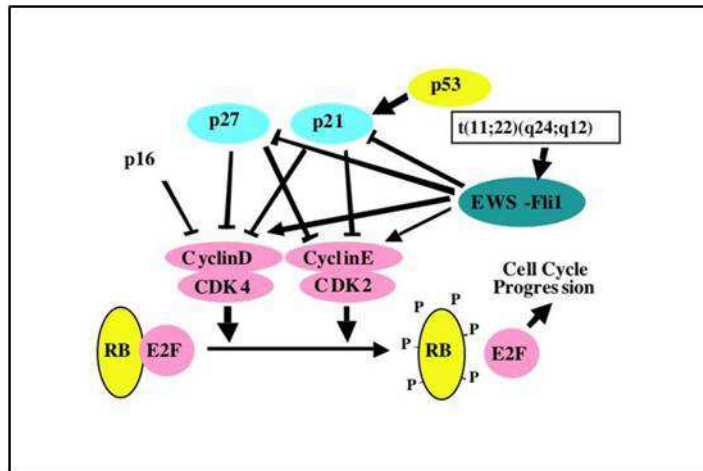 p53
p27
p21
t(11;22)(q24;q12)
p16
EWS -Fli1
CyclinD
CyclinE
CDK4
CDK2
Cell Cycle
Progression
P
P
P
P
RB
E2F
P
RB
E2F
P
P